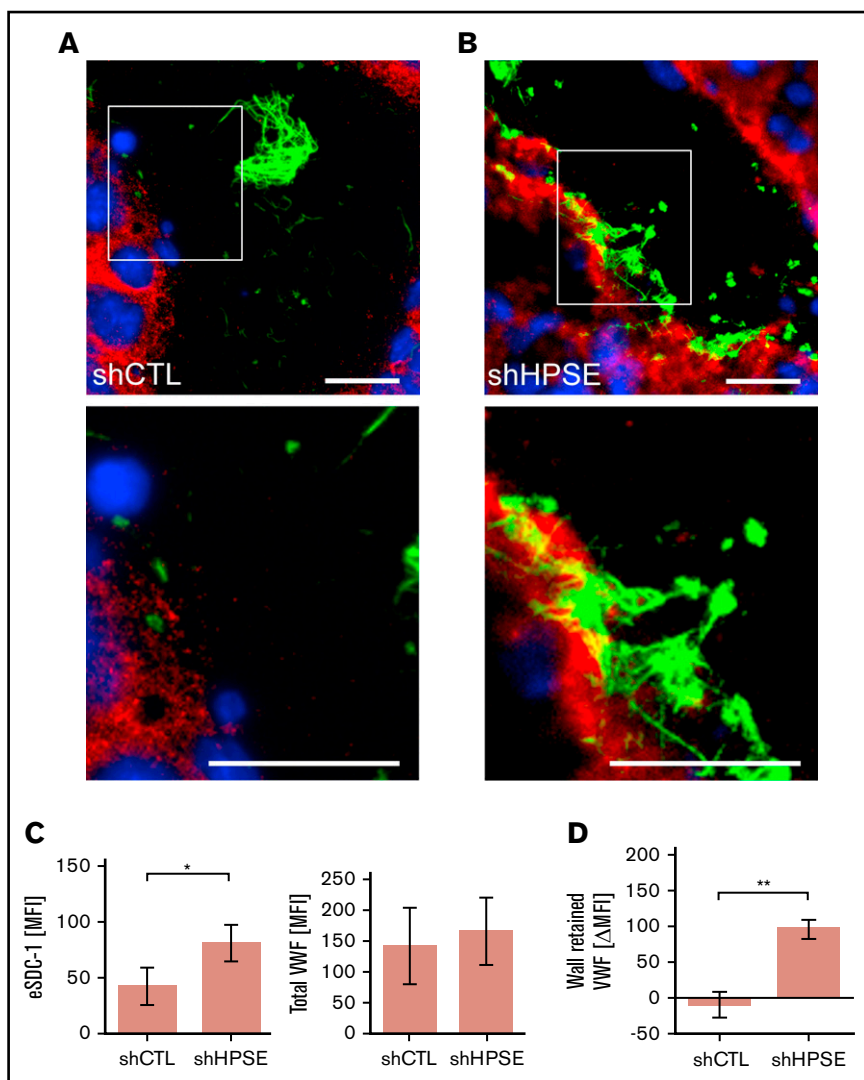 A
B
shCTL
shHPSE
C
D
150
100
50
0
eSDC-1 [MFI]
*
shCTL
shHPSE
250
200
150
100
50
0
Total VWF [MFI]
shCTL
shHPSE
200
150
100
50
0
-50
Wall retained
VWF [△MFI]
**
shCTL
shHPSE